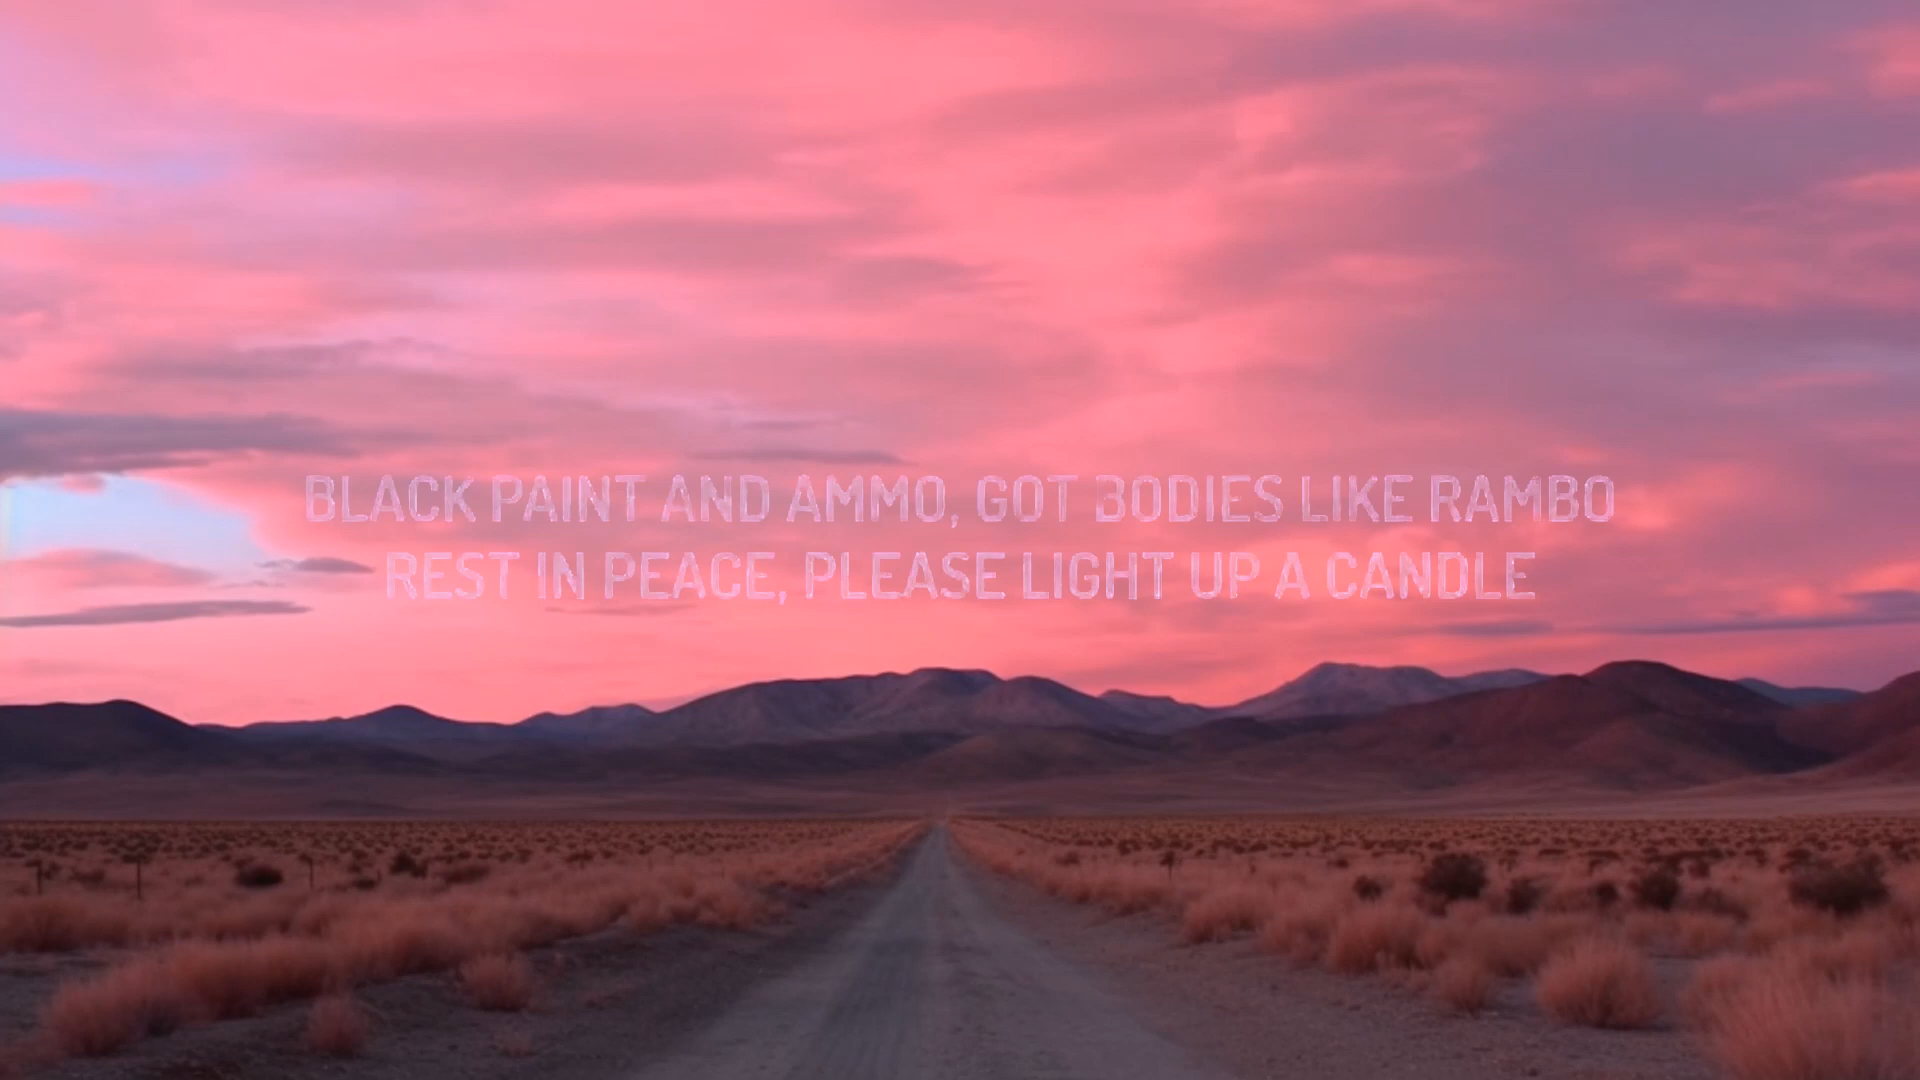 BLACK PAINT AND AMMO, GOT BODIES LIKE RAMBO
REST IN PEACE, PLEASE LIGHT UP A CANDLE